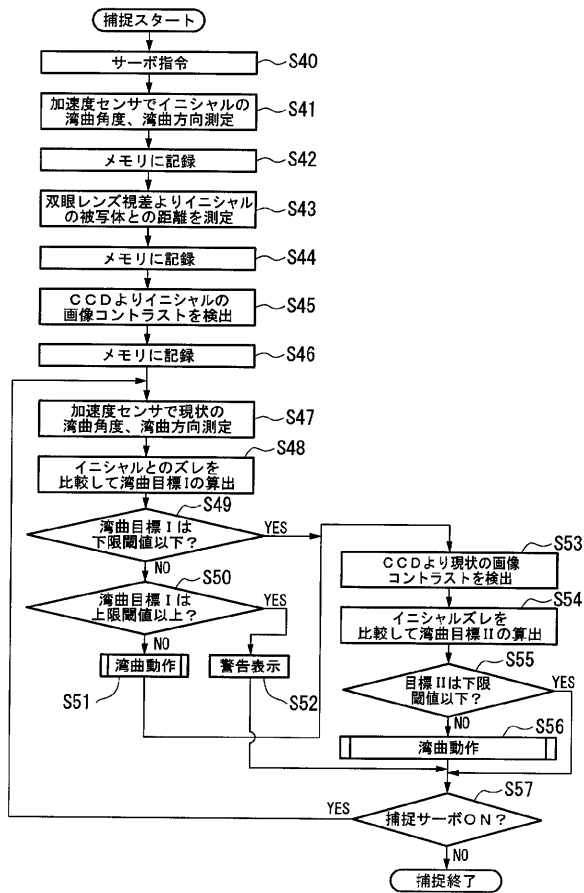 捕捉スタート
サーボ指令
S40
加速度センサでイニシャルの
湾曲角度、湾曲方向測定
S41
メモリに記録
S42
双眼レンズ視差よりイニシャル
の被写体との距離を測定
S43
メモリに記録
S44
CCDよりイニシャルの
画像コントラストを検出
S45
メモリに記録
S46
加速度センサで現状の
湾曲角度、湾曲方向測定
S47
イニシャルとのズレを
比較して湾曲目標Iの算出
S48
湾曲目標Iは
下限閾値以下?
S49
YES
NO
湾曲目標Iは
上限閾値以上?
S50
YES
NO
湾曲動作
S51
警告表示
S52
CCDより現状の画像
コントラストを検出
S53
イニシャルズレを
比較して湾曲目標IIの算出
S54
目標IIは下限
閾値以下?
S55
YES
NO
湾曲動作
S56
捕捉サーボON?
S57
YES
NO
捕捉終了